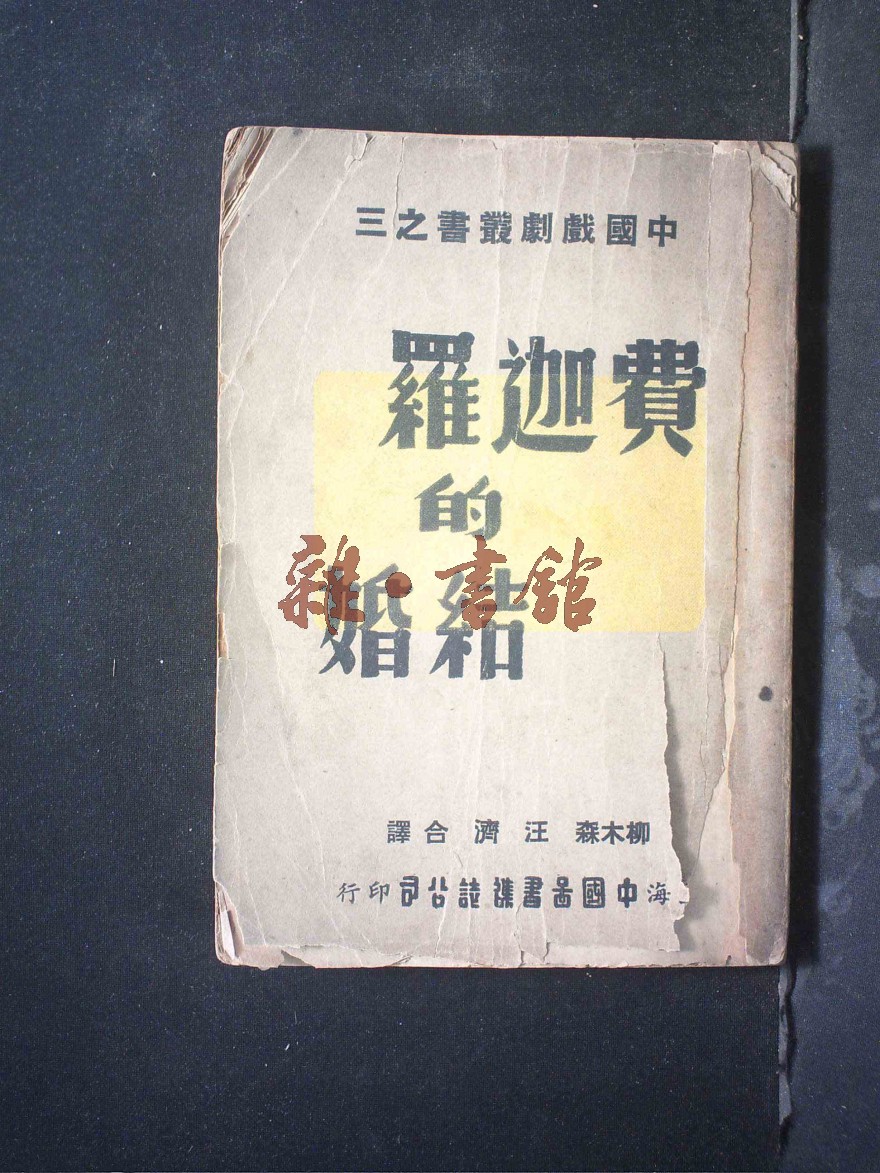 中國戲劇叢書之三
費迦羅
的
結婚
雜·書舘
柳木森 汪濟合譯
海中國圖書雜誌公司印行